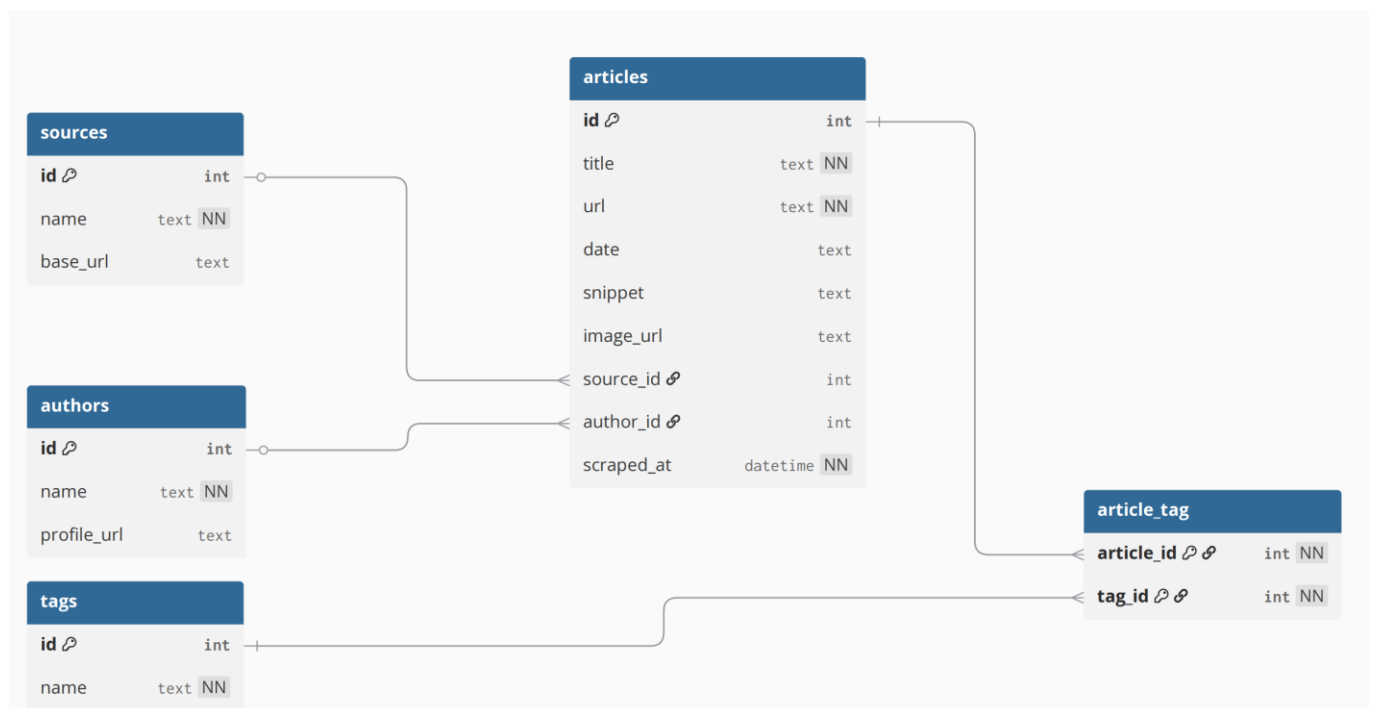 sources
id int
name text NN
base_url text
authors
id int
name text NN
profile_url text
tags
id int
name text NN
articles
id int
title text NN
url text NN
date text
snippet text
image_url text
source_id int
author_id int
scraped_at datetime NN
article_tag
article_id int NN
tag_id int NN